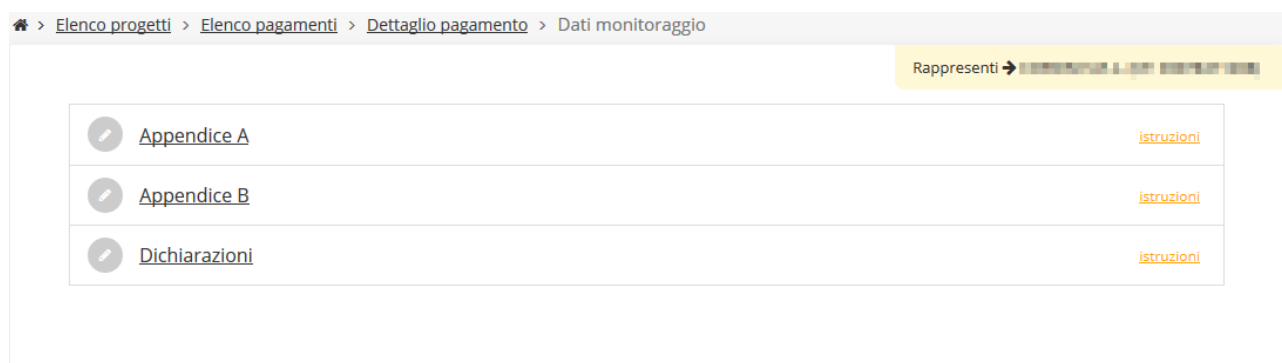 > Elenco progetti > Elenco pagamenti > Dettaglio pagamento > Dati monitoraggio
Rappresenti
Appendice A istruzioni
Appendice B istruzioni
Dichiarazioni istruzioni